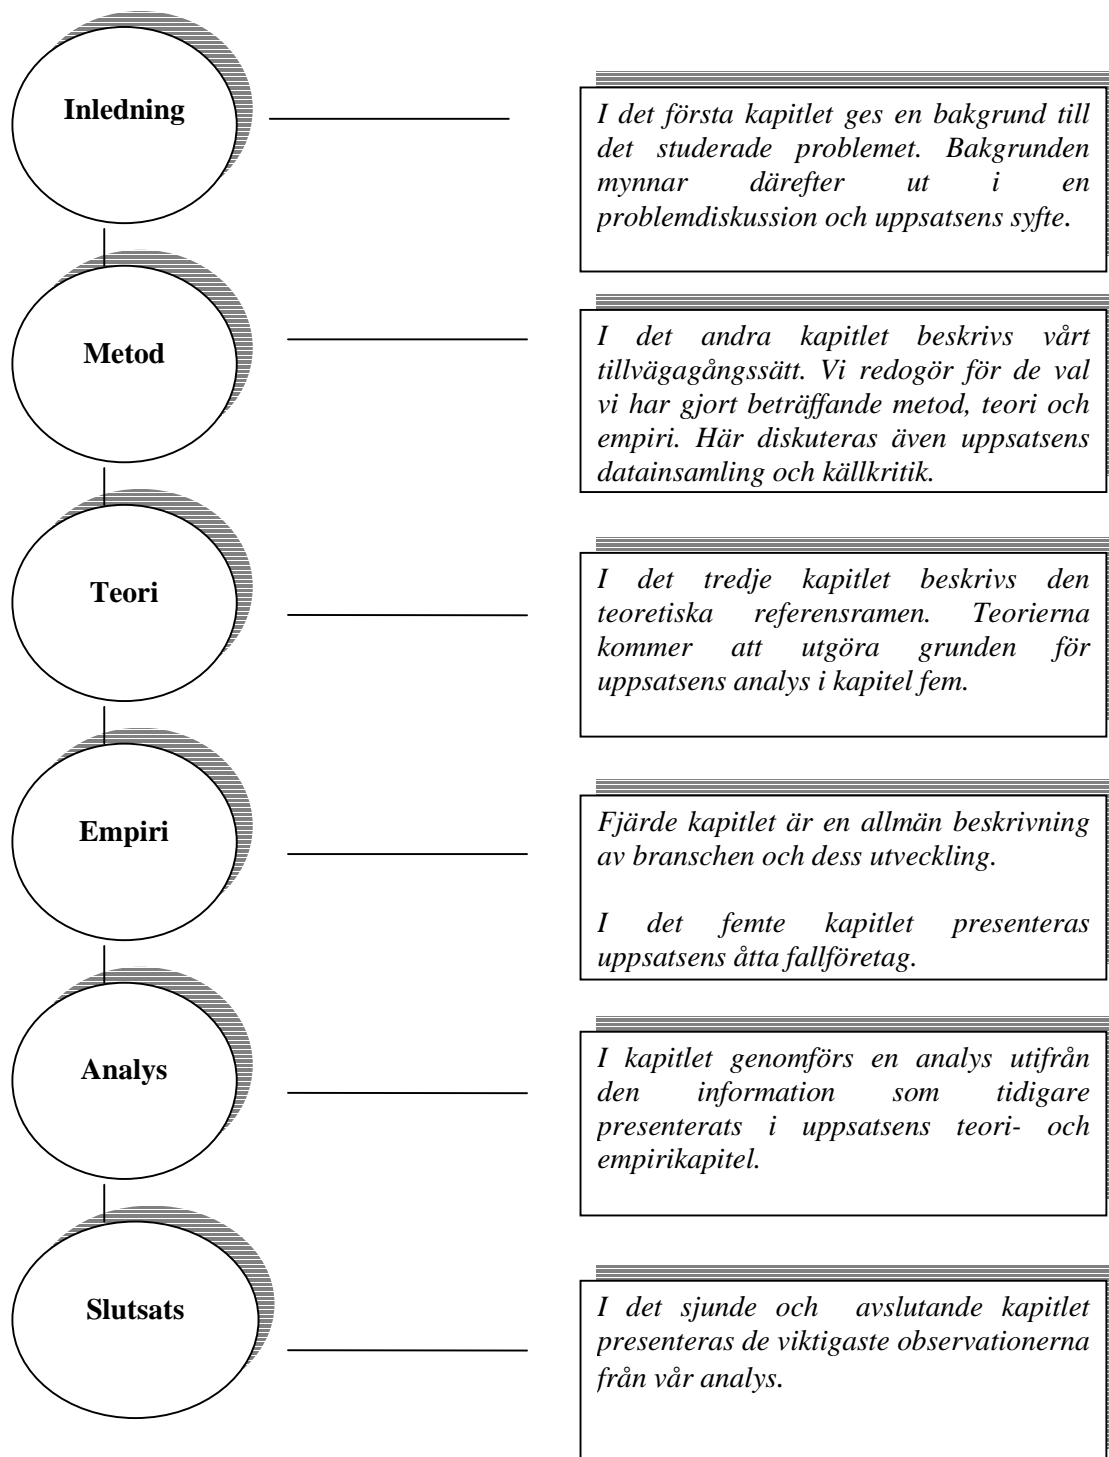 Inledning
I det första kapitlet ges en bakgrund till
det studerade problemet. Bakgrunden
mynnar därefter ut i en
problemdiskussion och uppsatsens syfte.
Metod
I det andra kapitlet beskrivs vårt
tillvägagångssätt. Vi redogör för de val
vi har gjort beträffande metod, teori och
empiri. Här diskuteras även uppsatsens
datainsamling och källkritik.
Teori
I det tredje kapitlet beskrivs den
teoretiska referensramen. Teorierna
kommer att utgöra grunden för
uppsatsens analys i kapitel fem.
Empiri
Fjärde kapitlet är en allmän beskrivning
av branschen och dess utveckling.
I det femte kapitlet presenteras
uppsatsens åtta fallföretag.
Analys
I kapitlet genomförs en analys utifrån
den information som tidigare
presenterats i uppsatsens teori- och
empirikapitel.
Slutsats
I det sjunde och avslutande kapitlet
presenteras de viktigaste observationerna
från vår analys.